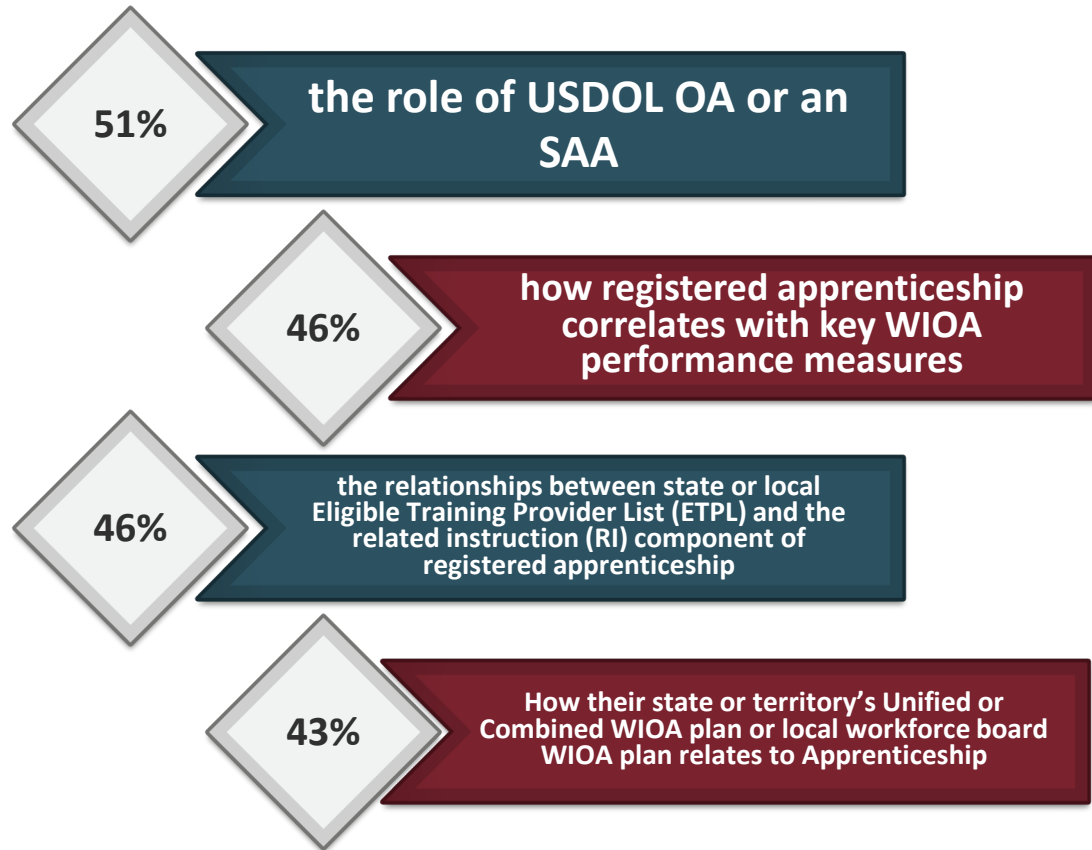 51%
the role of USDOL OA or an
SAA
46%
how registered apprenticeship
correlates with key WIOA
performance measures
46%
the relationships between state or local
Eligible Training Provider List (ETPL) and the
related instruction (RI) component of
registered apprenticeship
43%
How their state or territory’s Unified or
Combined WIOA plan or local workforce board
WIOA plan relates to Apprenticeship